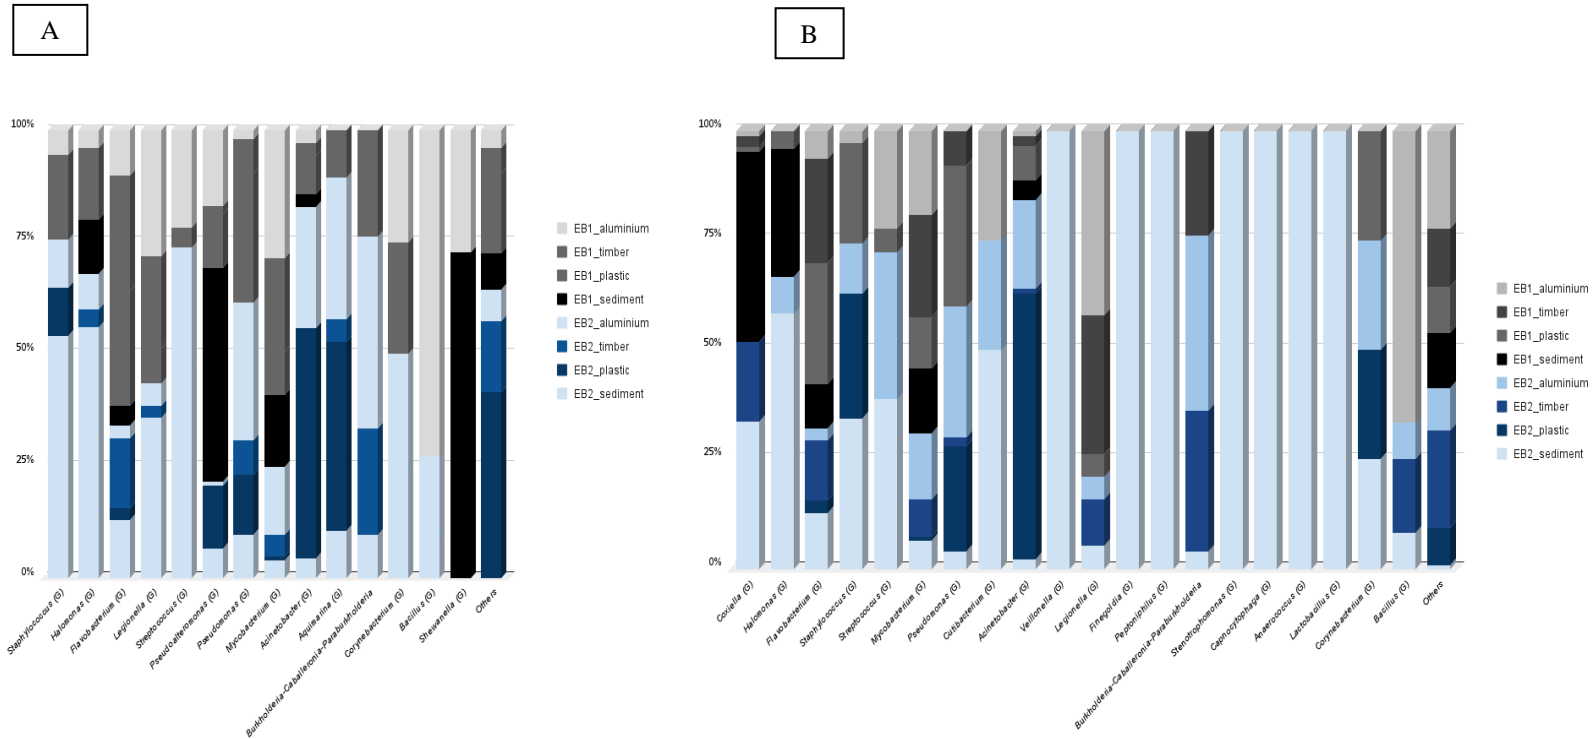 A
100%
75%
50%
25%
0%
Staphylococcus (G)
Halomonas (G)
Flavobacterium (G)
Legionella (G)
Streptococcus (G)
Pseudoalteromonas (G)
Pseudomonas (G)
Mycobacterium (G)
Acinetobacter (G)
Aquimarina (G)
Burkholderia-Caballeronia-Paraburkholderia
Corynebacterium (G)
Bacillus (G)
Shewanella (G)
Others
EB1_aluminium
EB1_timber
EB1_plastic
EB1_sediment
EB2_aluminium
EB2_timber
EB2_plastic
EB2_sediment
B
100%
75%
50%
25%
0%
Coxiella (G)
Halomonas (G)
Flavobacterium (G)
Staphylococcus (G)
Streptococcus (G)
Mycobacterium (G)
Pseudomonas (G)
Cutibacterium (G)
Acinetobacter (G)
Veillonella (G)
Legionella (G)
Finegoldia (G)
Peptoniphilus (G)
Burkholderia-Caballeronia-Paraburkholderia
Stenotrophomonas (G)
Capnocytophaga (G)
Anaerococcus (G)
Lactobacillus (G)
Corynebacterium (G)
Bacillus (G)
Others
EB1_aluminium
EB1_timber
EB1_plastic
EB1_sediment
EB2_aluminium
EB2_timber
EB2_plastic
EB2_sediment